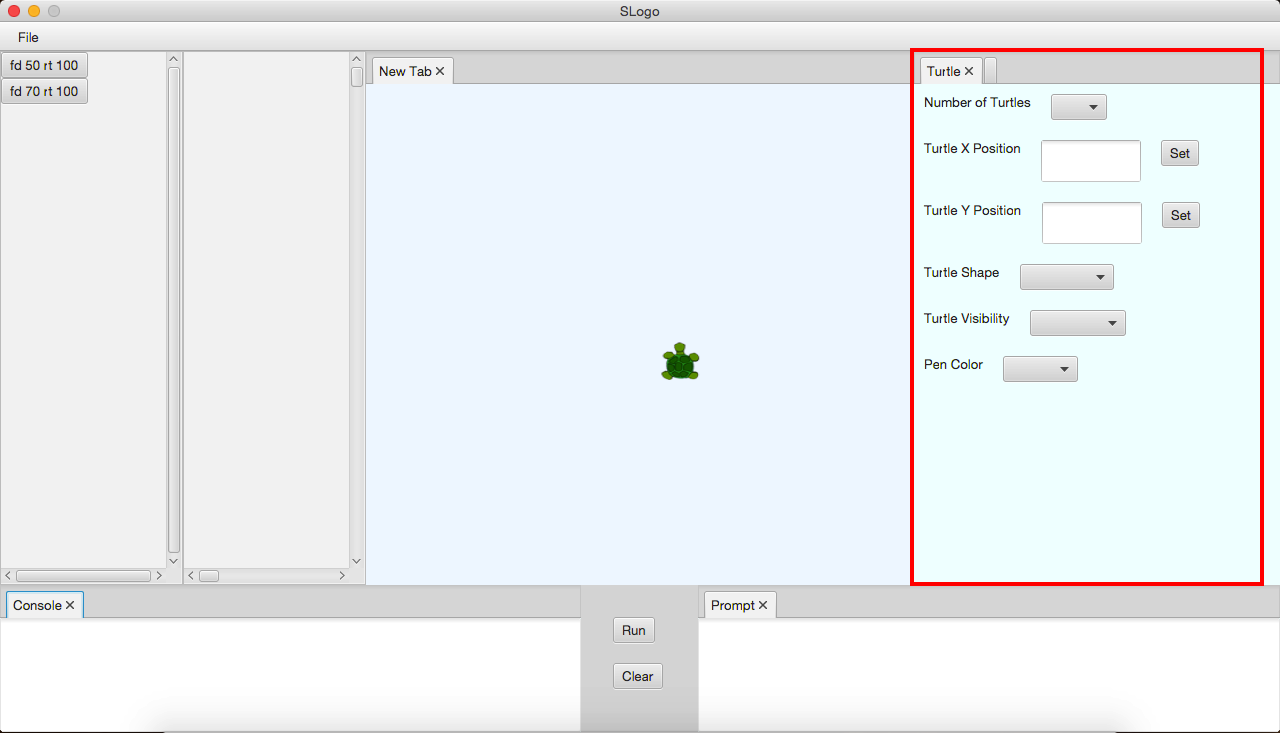 SLogo
File
fd 50 rt 100
fd 70 rt 100
New Tab
Turtle
Number of Turtles
Turtle X Position
Set
Turtle Y Position
Set
Turtle Shape
Turtle Visibility
Pen Color
Console
Run
Clear
Prompt